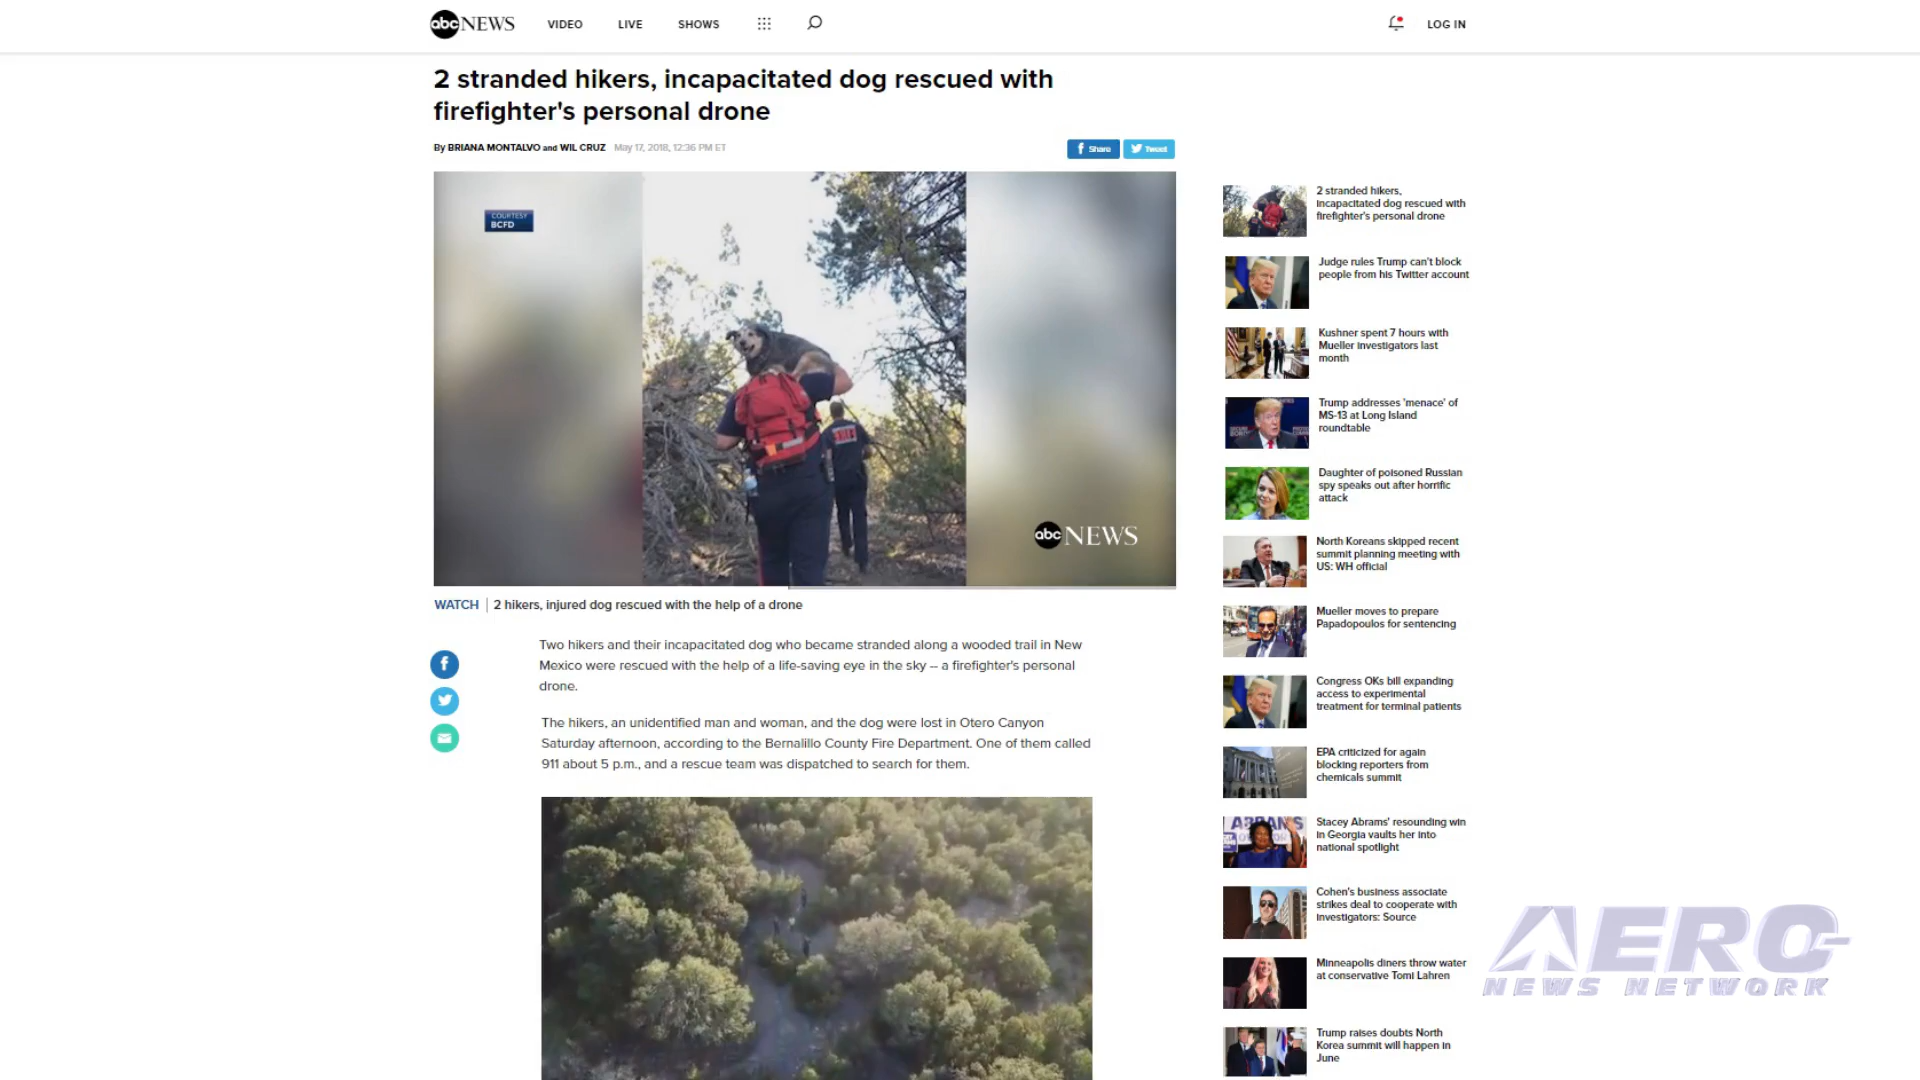 abc NEWS
VIDEO
LIVE
SHOWS
LOG IN
2 stranded hikers, incapacitated dog rescued with
firefighter's personal drone
By BRIANA MONTALVO and WIL CRUZ May 17, 2018, 12:36 PM ET
Share
Tweet
COURTESY
BCFD
abc NEWS
WATCH | 2 hikers, injured dog rescued with the help of a drone
Two hikers and their incapacitated dog who became stranded along a wooded trail in New
Mexico were rescued with the help of a life-saving eye in the sky -- a firefighter's personal
drone.
The hikers, an unidentified man and woman, and the dog were lost in Otero Canyon
Saturday afternoon, according to the Bernalillo County Fire Department. One of them called
911 about 5 p.m., and a rescue team was dispatched to search for them.
2 stranded hikers,
incapacitated dog rescued with
firefighter's personal drone
Judge rules Trump can't block
people from his Twitter account
Kushner spent 7 hours with
Mueller investigators last
month
Trump addresses 'menace' of
MS-13 at Long Island
roundtable
Daughter of poisoned Russian
spy speaks out after horrific
attack
North Koreans skipped recent
summit planning meeting with
US: WH official
Mueller moves to prepare
Papadopoulos for sentencing
Congress OKs bill expanding
access to experimental
treatment for terminal patients
EPA criticized for again
blocking reporters from
chemicals summit
Stacey Abrams' resounding win
in Georgia vaults her into
national spotlight
Cohen's business associate
strikes deal to cooperate with
investigators: Source
Minneapolis diners throw water
at conservative Tomi Lahren
Trump raises doubts North
Korea summit will happen in
June
AERO
NEWS NETWORK